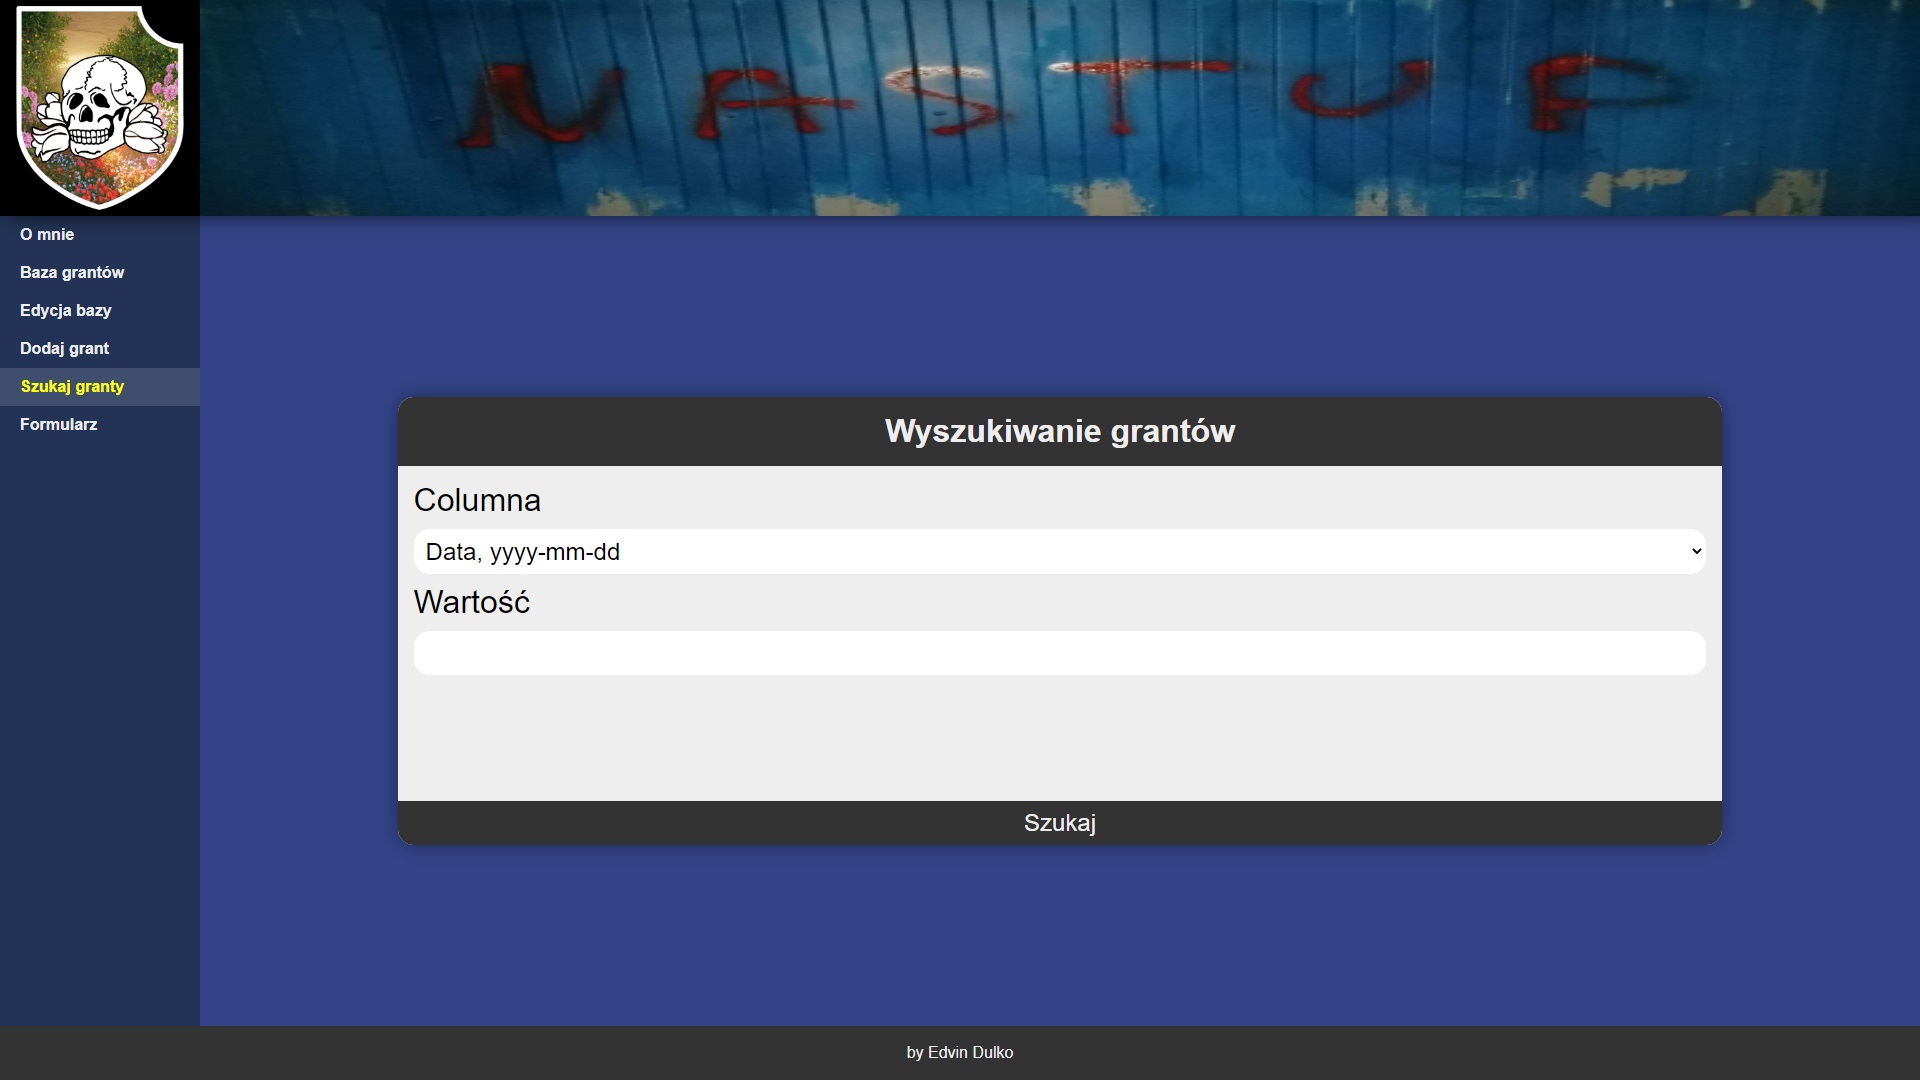 NASTUP
O mnie
Baza grantów
Edycja bazy
Dodaj grant
Szukaj granty
Formularz
Wyszukiwanie grantów
Columna
Data, yyyy-mm-dd
Wartość
Szukaj
by Edvin Dulko